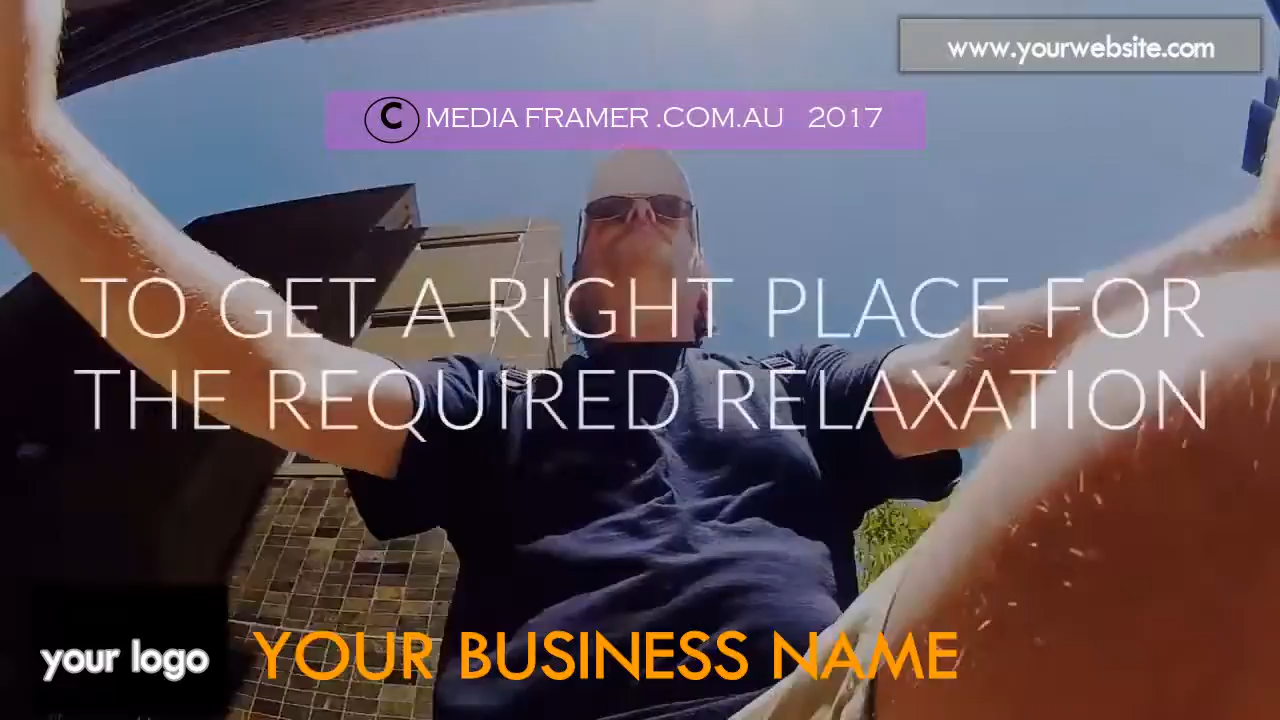 www.yourwebsite.com
C MEDIA FRAMER .COM.AU 2017
TO GET A RIGHT PLACE FOR
THE REQUIRED RELAXATION
your logo
YOUR BUSINESS NAME